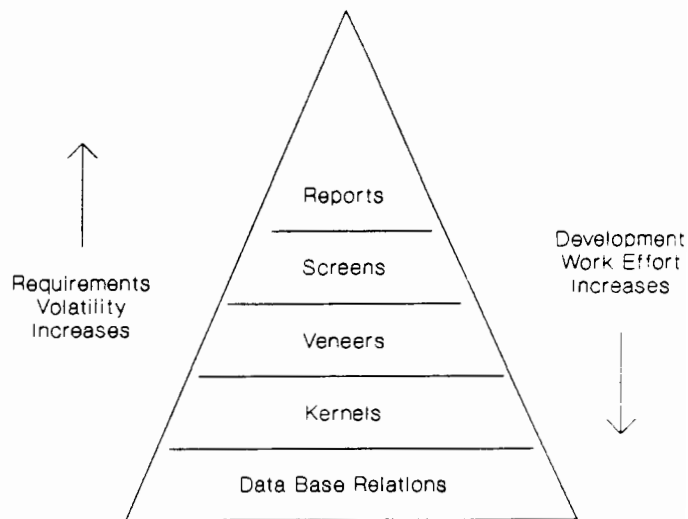 Reports
Screens
Veneers
Kernels
Data Base Relations
Requirements
Volatility
Increases
Development
Work Effort
Increases